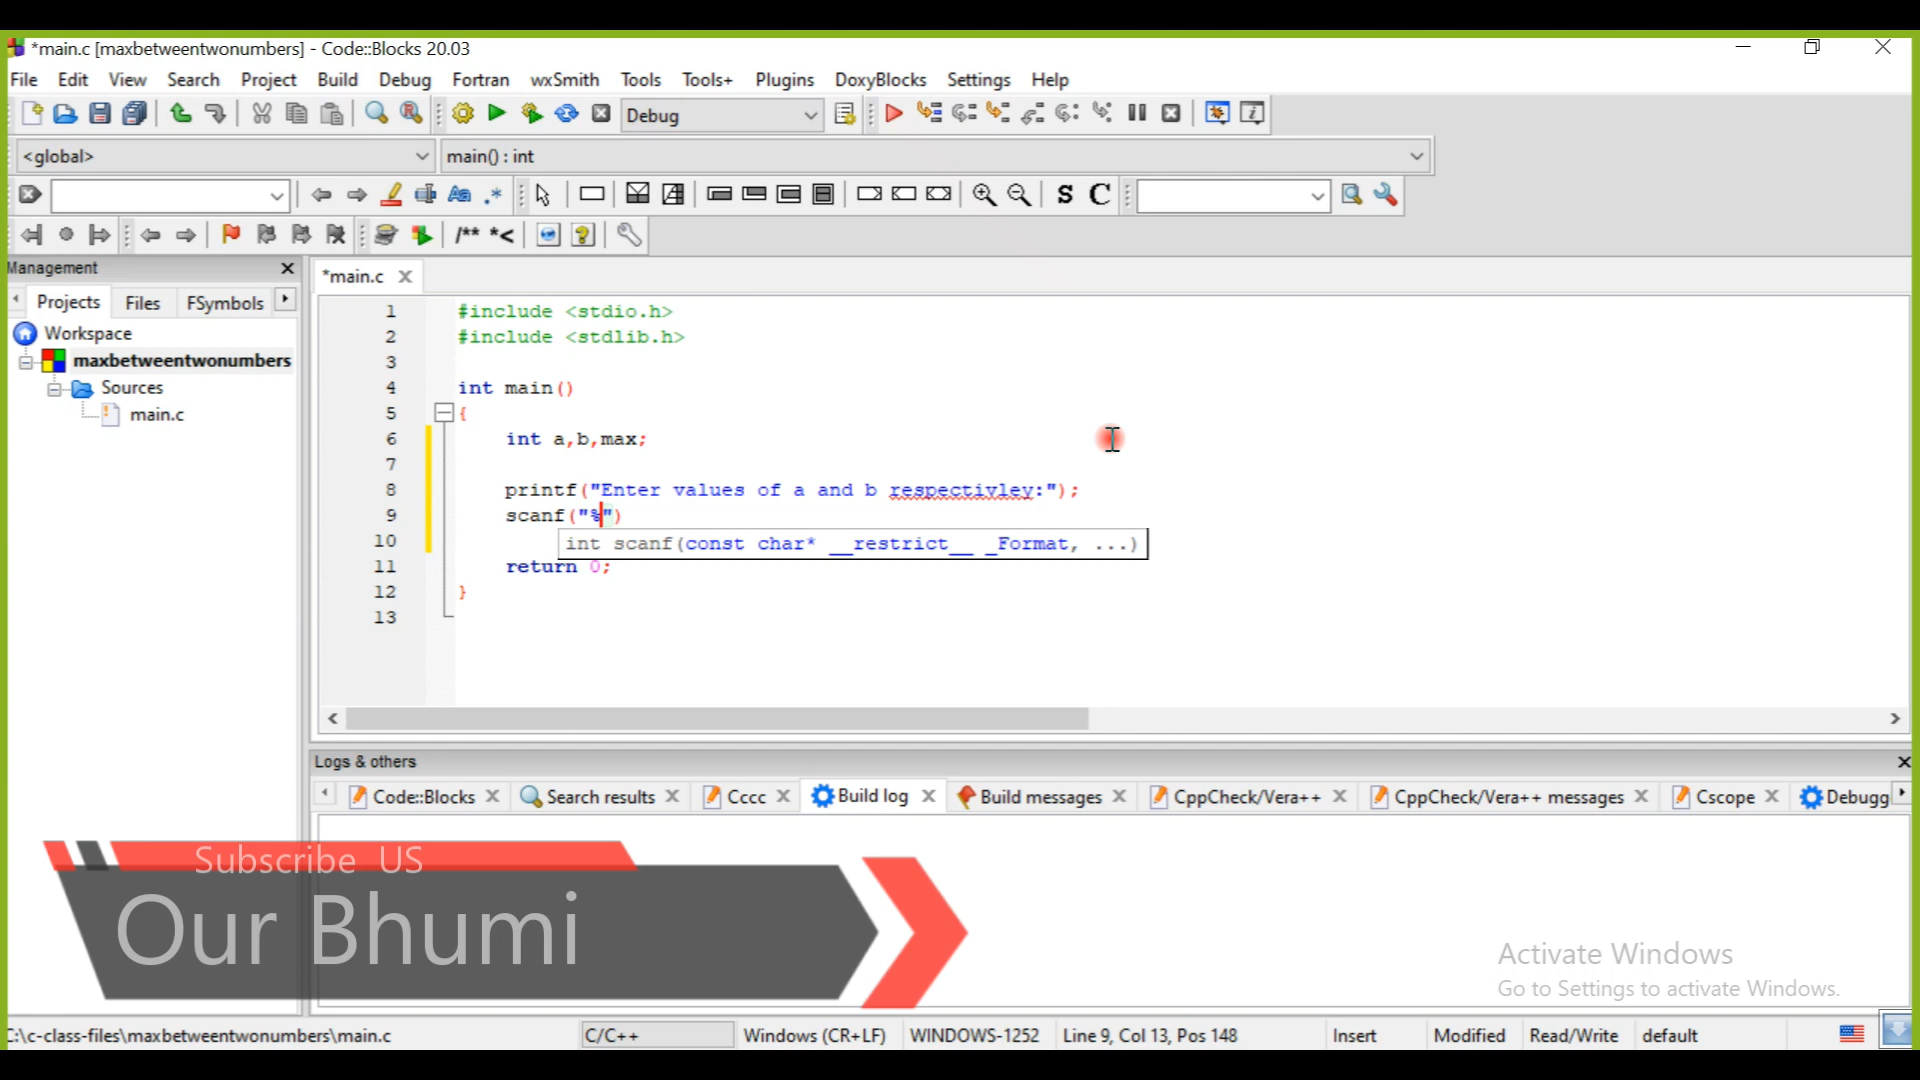 *main.c [maxbetweentwonumbers] - Code::Blocks 20.03
File Edit View Search Project Build Debug Fortran wxSmith Tools Tools+ Plugins DoxyBlocks Settings Help
Debug
<global> main() : int
S C
/** *<
Management
*main.c
Projects Files FSymbols
Workspace
maxbetweentwonumbers
Sources
main.c
1 #include <stdio.h>
2 #include <stdlib.h>
3
4 int main()
5 {
6 int a,b,max;
7
8 printf("Enter values of a and b respectivley:");
9 scanf("%")
10 int scanf(const char* __restrict__ _Format, ...)
11 return 0;
12 }
13
Logs & others
Code::Blocks Search results Cccc Build log Build messages CppCheck/Vera++ CppCheck/Vera++ messages Cscope Debugg
Subscribe US
Our Bhumi
Activate Windows
Go to Settings to activate Windows.
C:\c-class-files\maxbetweentwonumbers\main.c C/C++ Windows (CR+LF) WINDOWS-1252 Line 9, Col 13, Pos 148 Insert Modified Read/Write default